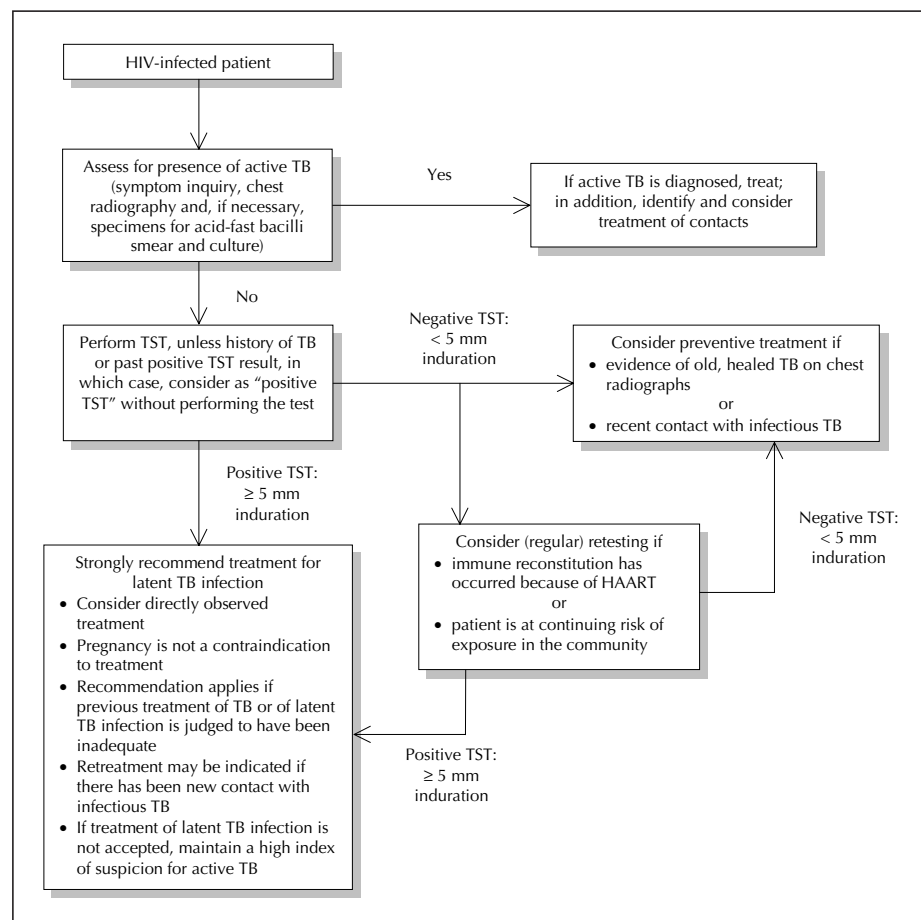 HIV-infected patient
Assess for presence of active TB
(symptom inquiry, chest
radiography and, if necessary,
specimens for acid-fast bacilli
smear and culture)
Yes
If active TB is diagnosed, treat;
in addition, identify and consider
treatment of contacts
No
Perform TST, unless history of TB
or past positive TST result, in
which case, consider as “positive
TST” without performing the test
Negative TST:
< 5 mm
induration
Consider preventive treatment if
• evidence of old, healed TB on chest
radiographs
or
• recent contact with infectious TB
Positive TST:
≥ 5 mm
induration
Negative TST:
< 5 mm
induration
Consider (regular) retesting if
• immune reconstitution has
occurred because of HAART
or
• patient is at continuing risk of
exposure in the community
Strongly recommend treatment for
latent TB infection
• Consider directly observed
treatment
• Pregnancy is not a contraindication
to treatment
• Recommendation applies if
previous treatment of TB or of latent
TB infection is judged to have been
inadequate
• Retreatment may be indicated if
there has been new contact with
infectious TB
• If treatment of latent TB infection is
not accepted, maintain a high index
of suspicion for active TB
Positive TST:
≥ 5 mm
induration